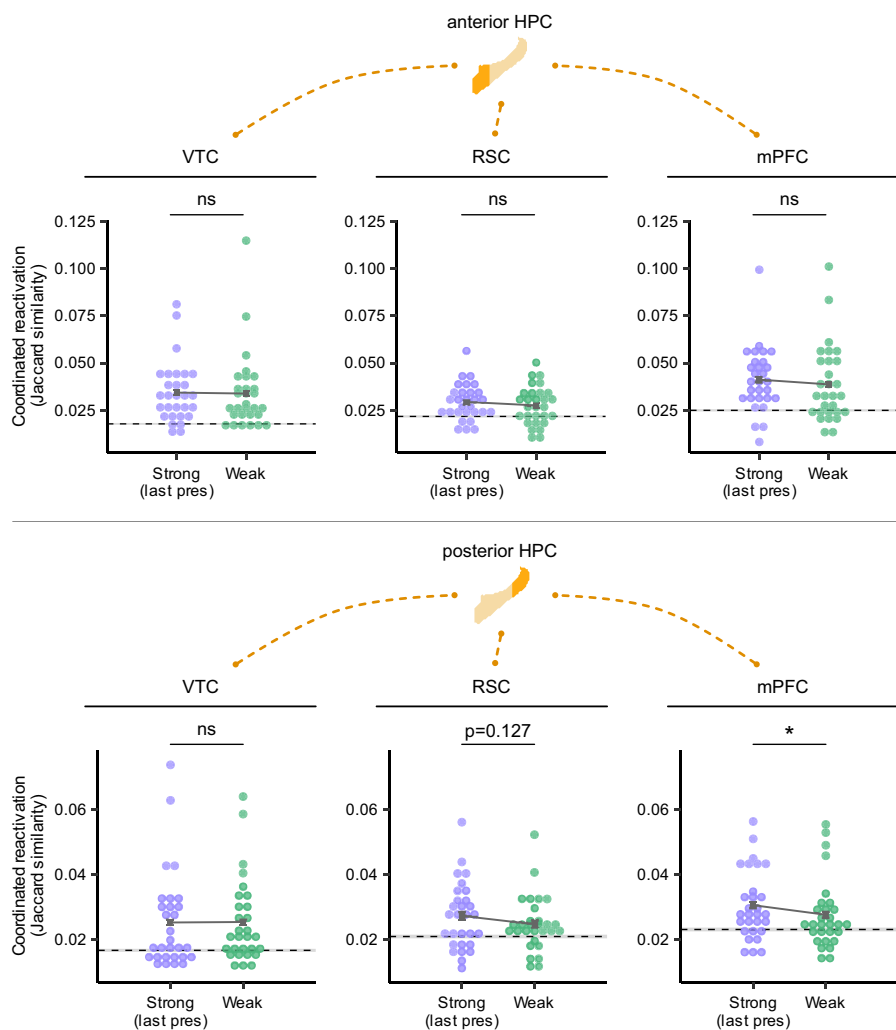 anterior HPC
VTC
RSC
mPFC
ns
ns
ns
Coordinated reactivation
(Jaccard similarity)
0.125
0.100
0.075
0.050
0.025
0.125
0.100
0.075
0.050
0.025
0.125
0.100
0.075
0.050
0.025
Strong
(last pres)
Weak
Strong
(last pres)
Weak
Strong
(last pres)
Weak
posterior HPC
VTC
RSC
mPFC
ns
p=0.127
*
Coordinated reactivation
(Jaccard similarity)
0.06
0.04
0.02
0.06
0.04
0.02
0.06
0.04
0.02
Strong
(last pres)
Weak
Strong
(last pres)
Weak
Strong
(last pres)
Weak